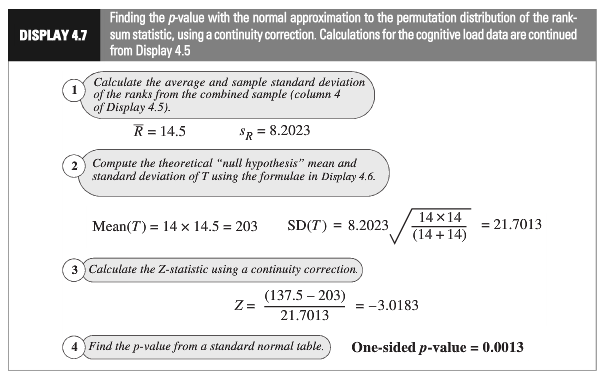 DISPLAY 4.7
Finding the p-value with the normal approximation to the permutation distribution of the rank-
sum statistic, using a continuity correction. Calculations for the cognitive load data are continued
from Display 4.5
1 Calculate the average and sample standard deviation
of the ranks from the combined sample (column 4
of Display 4.5).
R̅ = 14.5 s_R = 8.2023
2 Compute the theoretical “null hypothesis” mean and
standard deviation of T using the formulae in Display 4.6.
Mean(T) = 14 × 14.5 = 203 SD(T) = 8.2023 √(14 × 14 / (14 + 14)) = 21.7013
3 Calculate the Z-statistic using a continuity correction.
Z = (137.5 – 203) / 21.7013 = –3.0183
4 Find the p-value from a standard normal table. One-sided p-value = 0.0013